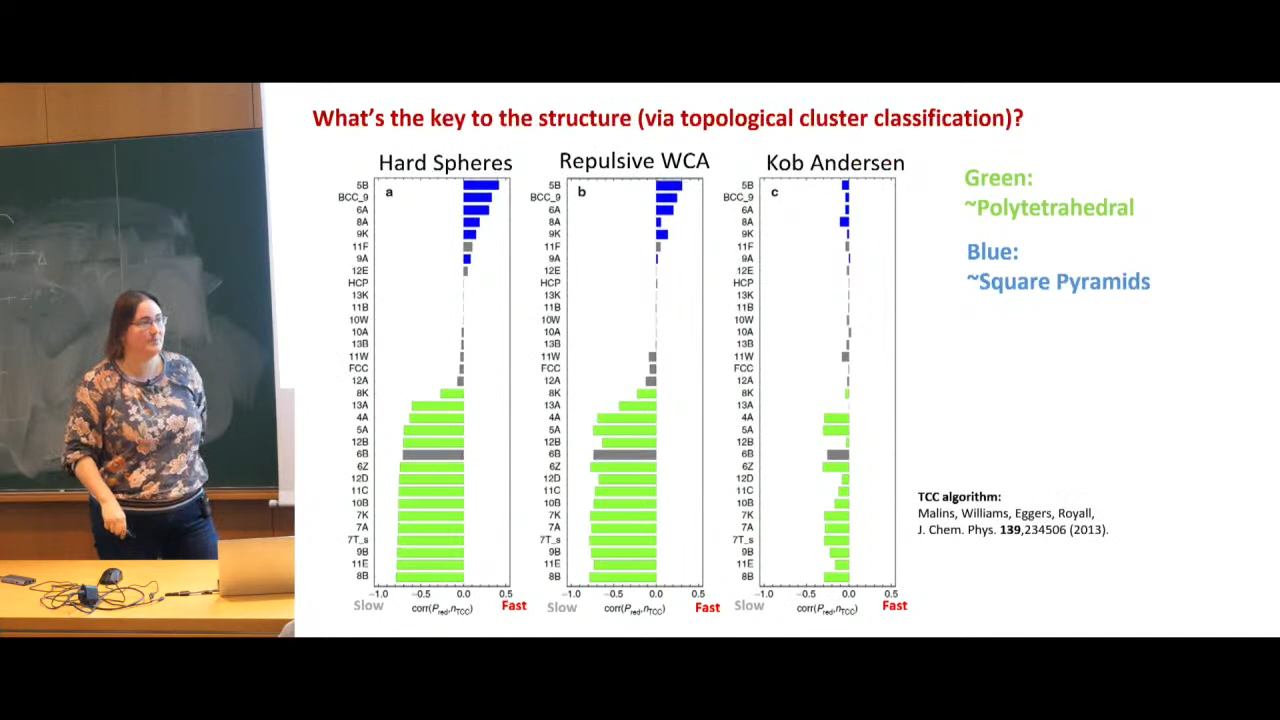 What's the key to the structure (via topological cluster classification)?
Hard Spheres
Repulsive WCA
Kob Andersen
Green:
~Polytetrahedral
Blue:
~Square Pyramids
a
5B
BCC_9
6A
8A
9K
11F
9A
12E
HCP
13K
11B
10W
10A
13B
11W
FCC
12A
8K
13A
4A
5A
12B
6B
6Z
12D
11C
10B
7K
7A
7T_s
9B
11E
8B
−1.0 −0.5 0.0 0.5
Slow corr(Pred,nTCC) Fast
b
5B
BCC_9
6A
8A
9K
11F
9A
12E
HCP
13K
11B
10W
10A
13B
11W
FCC
12A
8K
13A
4A
5A
12B
6B
6Z
12D
11C
10B
7K
7A
7T_s
9B
11E
8B
−1.0 −0.5 0.0 0.5
Slow corr(Pred,nTCC) Fast
c
5B
BCC_9
6A
8A
9K
11F
9A
12E
HCP
13K
11B
10W
10A
13B
11W
FCC
12A
8K
13A
4A
5A
12B
6B
6Z
12D
11C
10B
7K
7A
7T_s
9B
11E
8B
−1.0 −0.5 0.0 0.5
Slow corr(Pred,nTCC) Fast
TCC algorithm:
Malins, Williams, Eggers, Royall,
J. Chem. Phys. 139,234506 (2013).